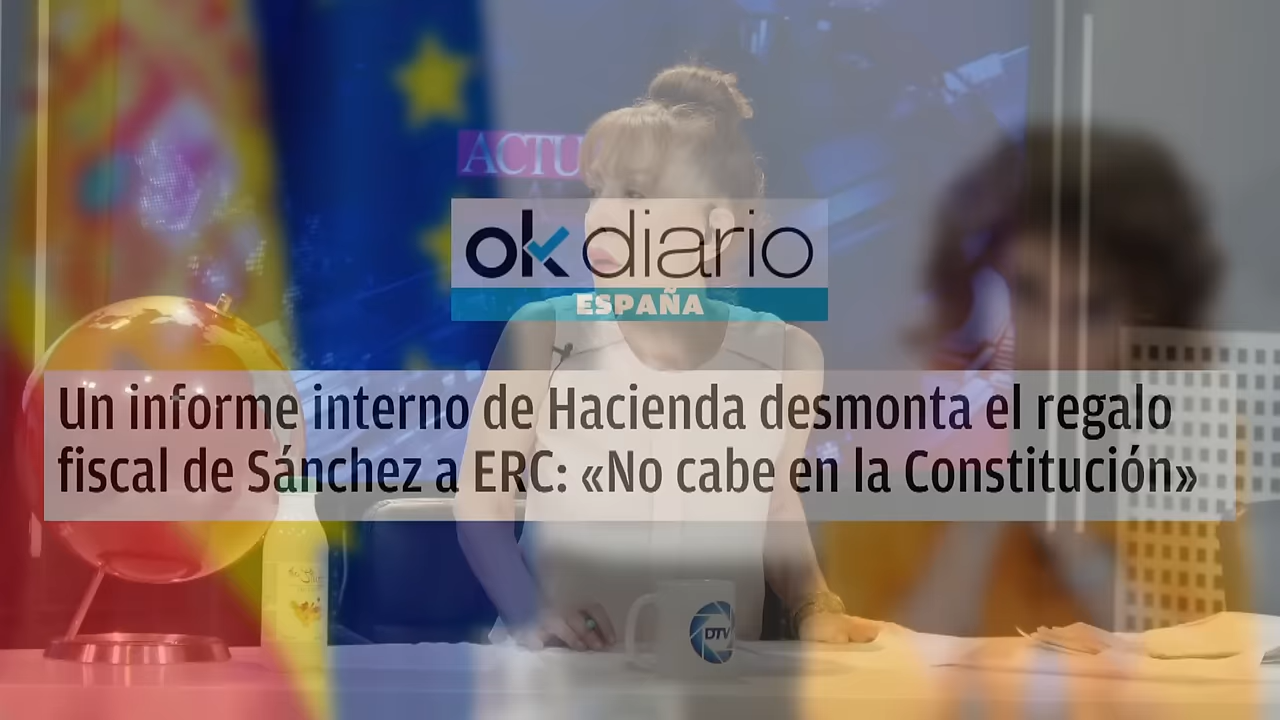 ACTU
okdiario
ESPAÑA
Un informe interno de Hacienda desmonta el regalo
fiscal de Sánchez a ERC: «No cabe en la Constitución»
DTV